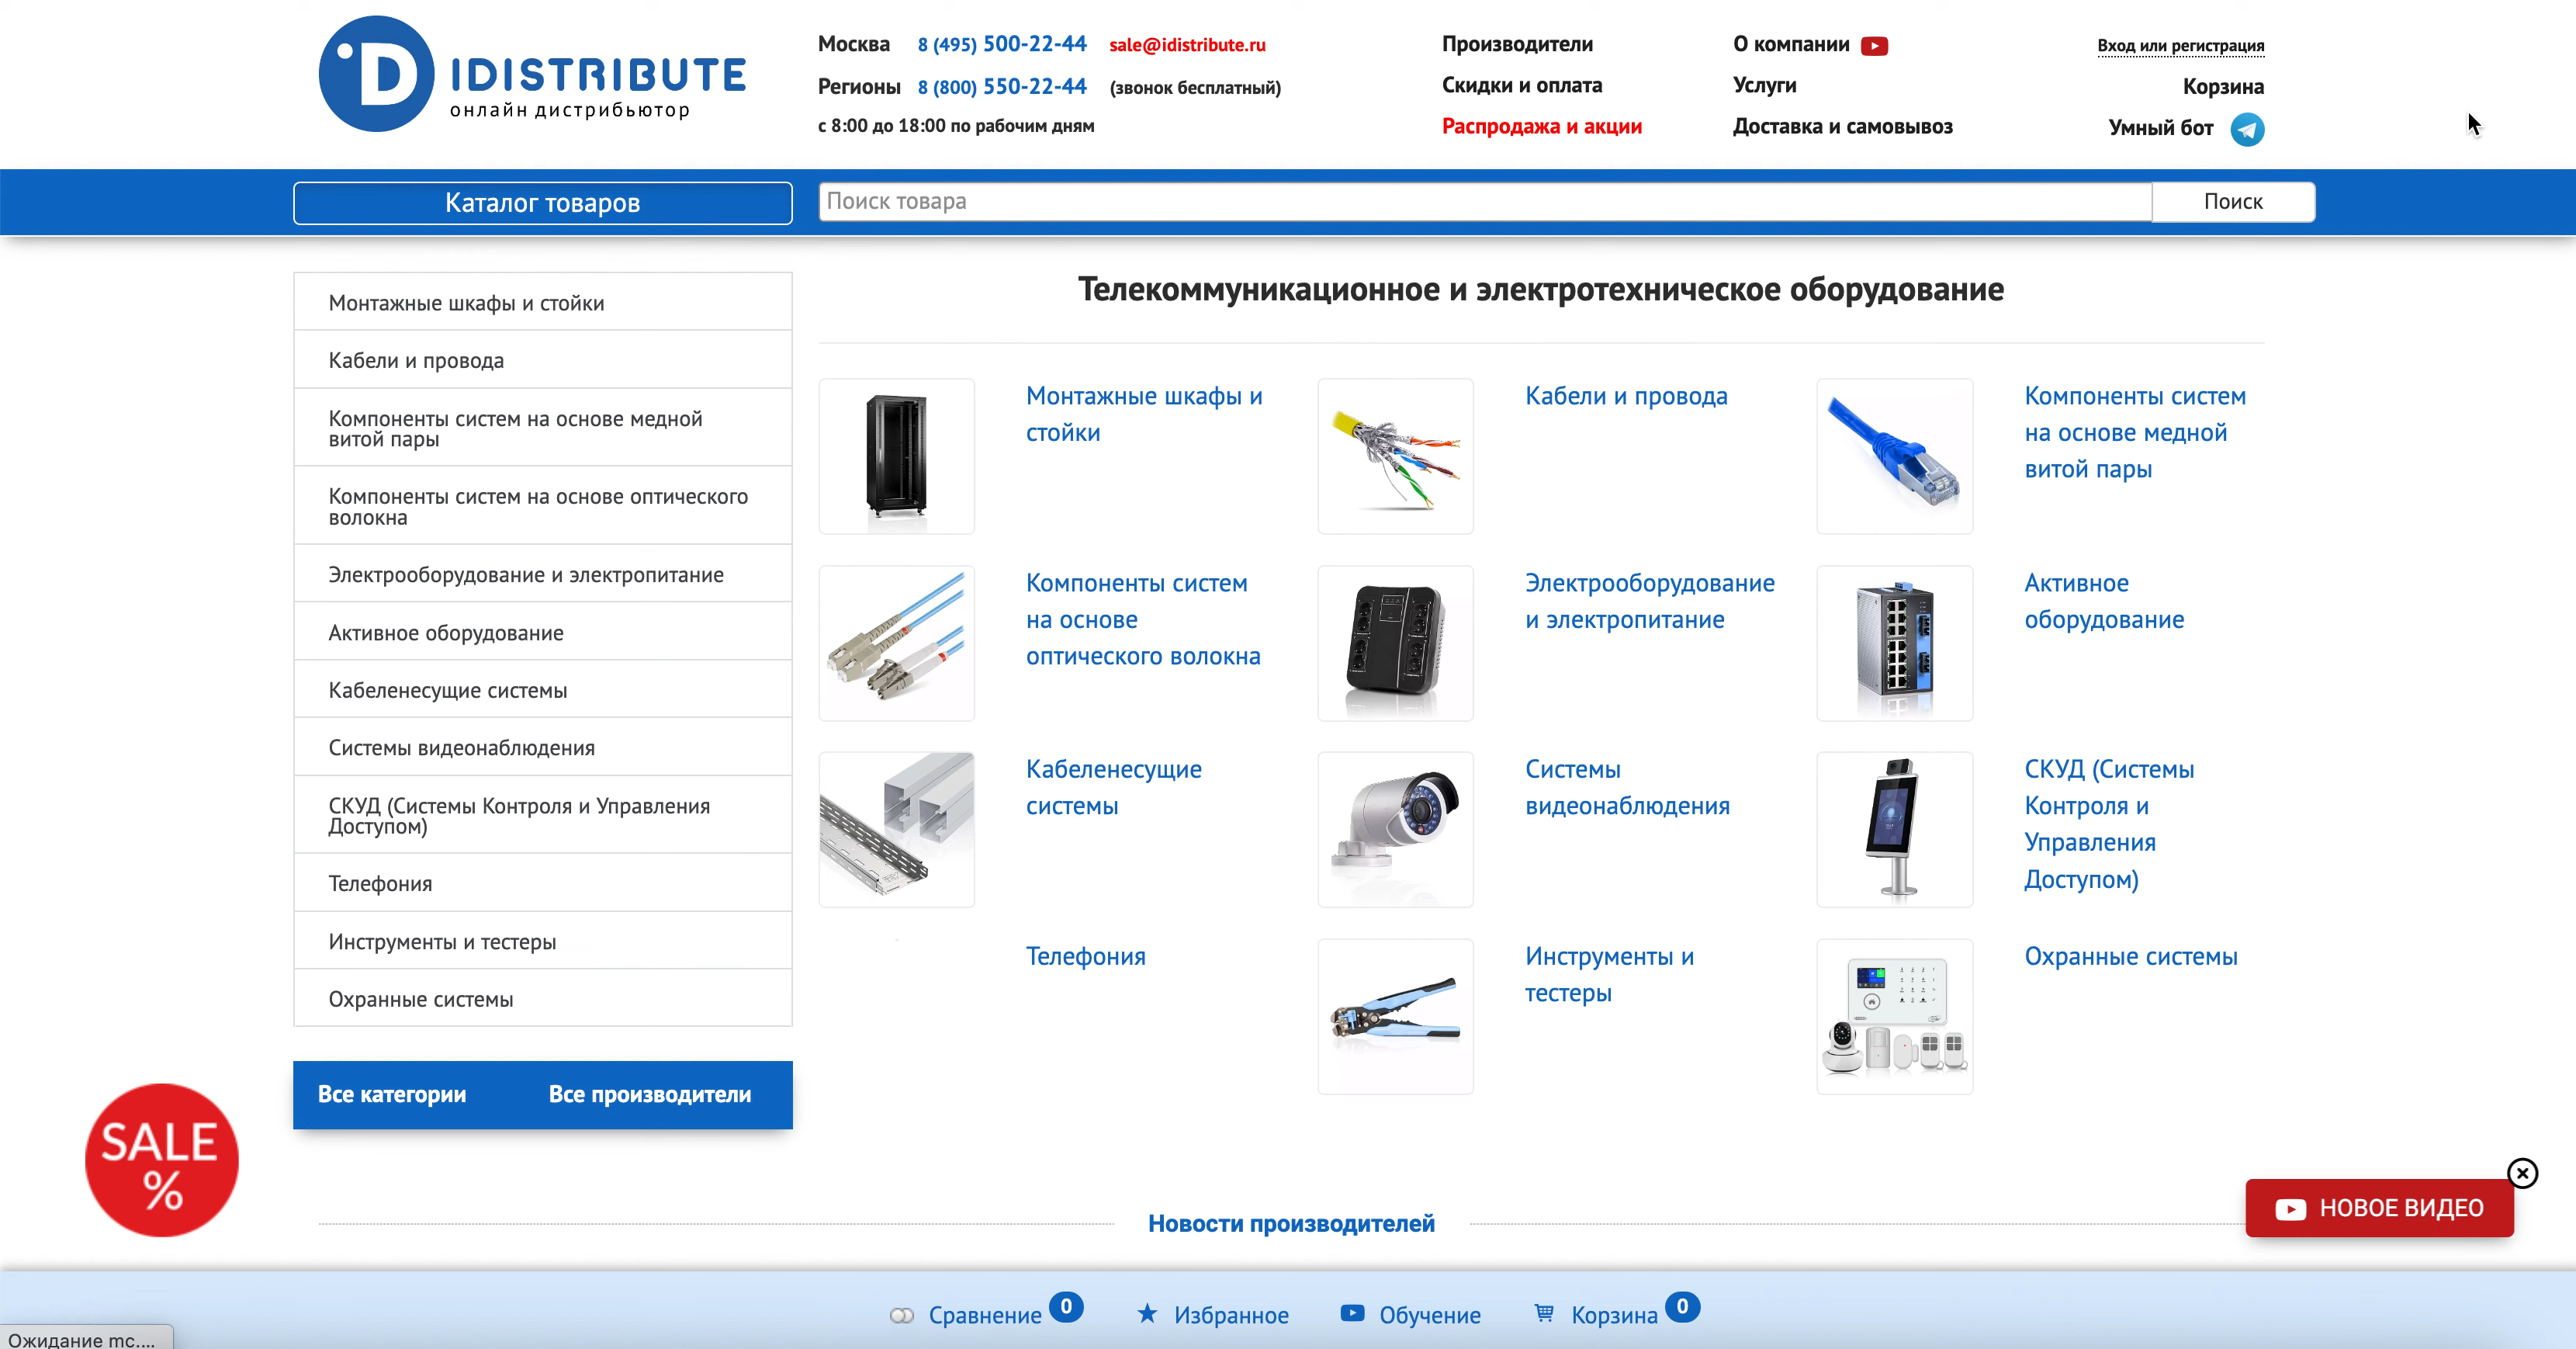 D IDISTRIBUTE
онлайн дистрибьютор
Москва 8 (495) 500-22-44 sale@idistribute.ru
Регионы 8 (800) 550-22-44 (звонок бесплатный)
с 8:00 до 18:00 по рабочим дням
Производители
Скидки и оплата
Распродажа и акции
О компании
Услуги
Доставка и самовывоз
Вход или регистрация
Корзина
Умный бот
Каталог товаров
Поиск товара
Поиск
Монтажные шкафы и стойки
Кабели и провода
Компоненты систем на основе медной
витой пары
Компоненты систем на основе оптического
волокна
Электрооборудование и электропитание
Активное оборудование
Кабеленесущие системы
Системы видеонаблюдения
СКУД (Системы Контроля и Управления
Доступом)
Телефония
Инструменты и тестеры
Охранные системы
Все категории Все производители
Телекоммуникационное и электротехническое оборудование
Монтажные шкафы и
стойки
Кабели и провода
Компоненты систем
на основе медной
витой пары
Компоненты систем
на основе
оптического волокна
Электрооборудование
и электропитание
Активное
оборудование
Кабеленесущие
системы
Системы
видеонаблюдения
СКУД (Системы
Контроля и
Управления
Доступом)
Телефония
Инструменты и
тестеры
Охранные системы
SALE
%
НОВОЕ ВИДЕО
Новости производителей
Сравнение 0
Избранное
Обучение
Корзина 0
Ожидание mc....